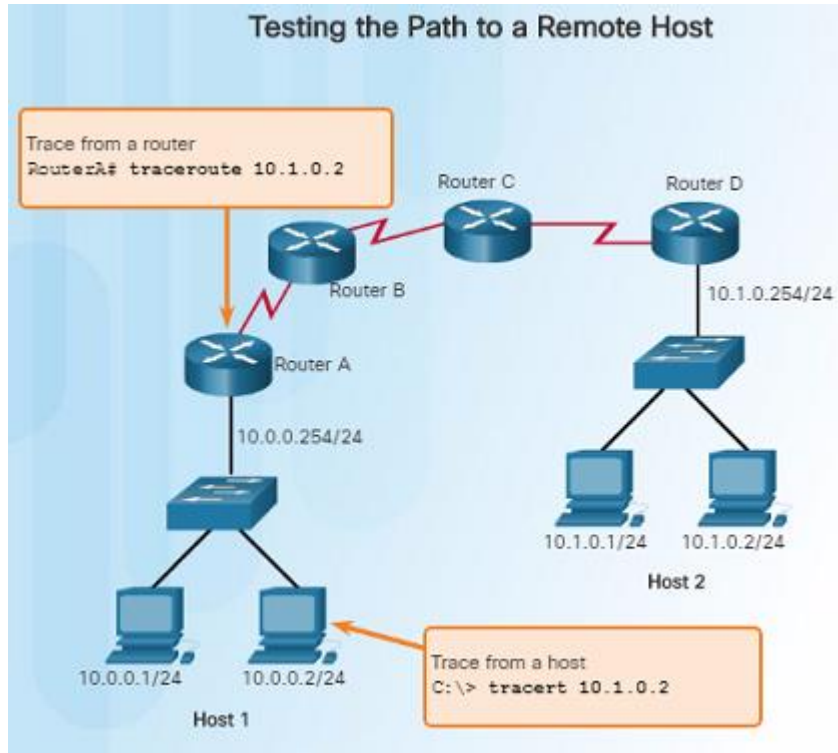 Testing the Path to a Remote Host
Trace from a router
RouterA# traceroute 10.1.0.2
Router C
Router D
Router B
10.1.0.254/24
Router A
10.0.0.254/24
10.1.0.1/24
10.1.0.2/24
Host 2
Trace from a host
C:\> tracert 10.1.0.2
10.0.0.1/24
10.0.0.2/24
Host 1